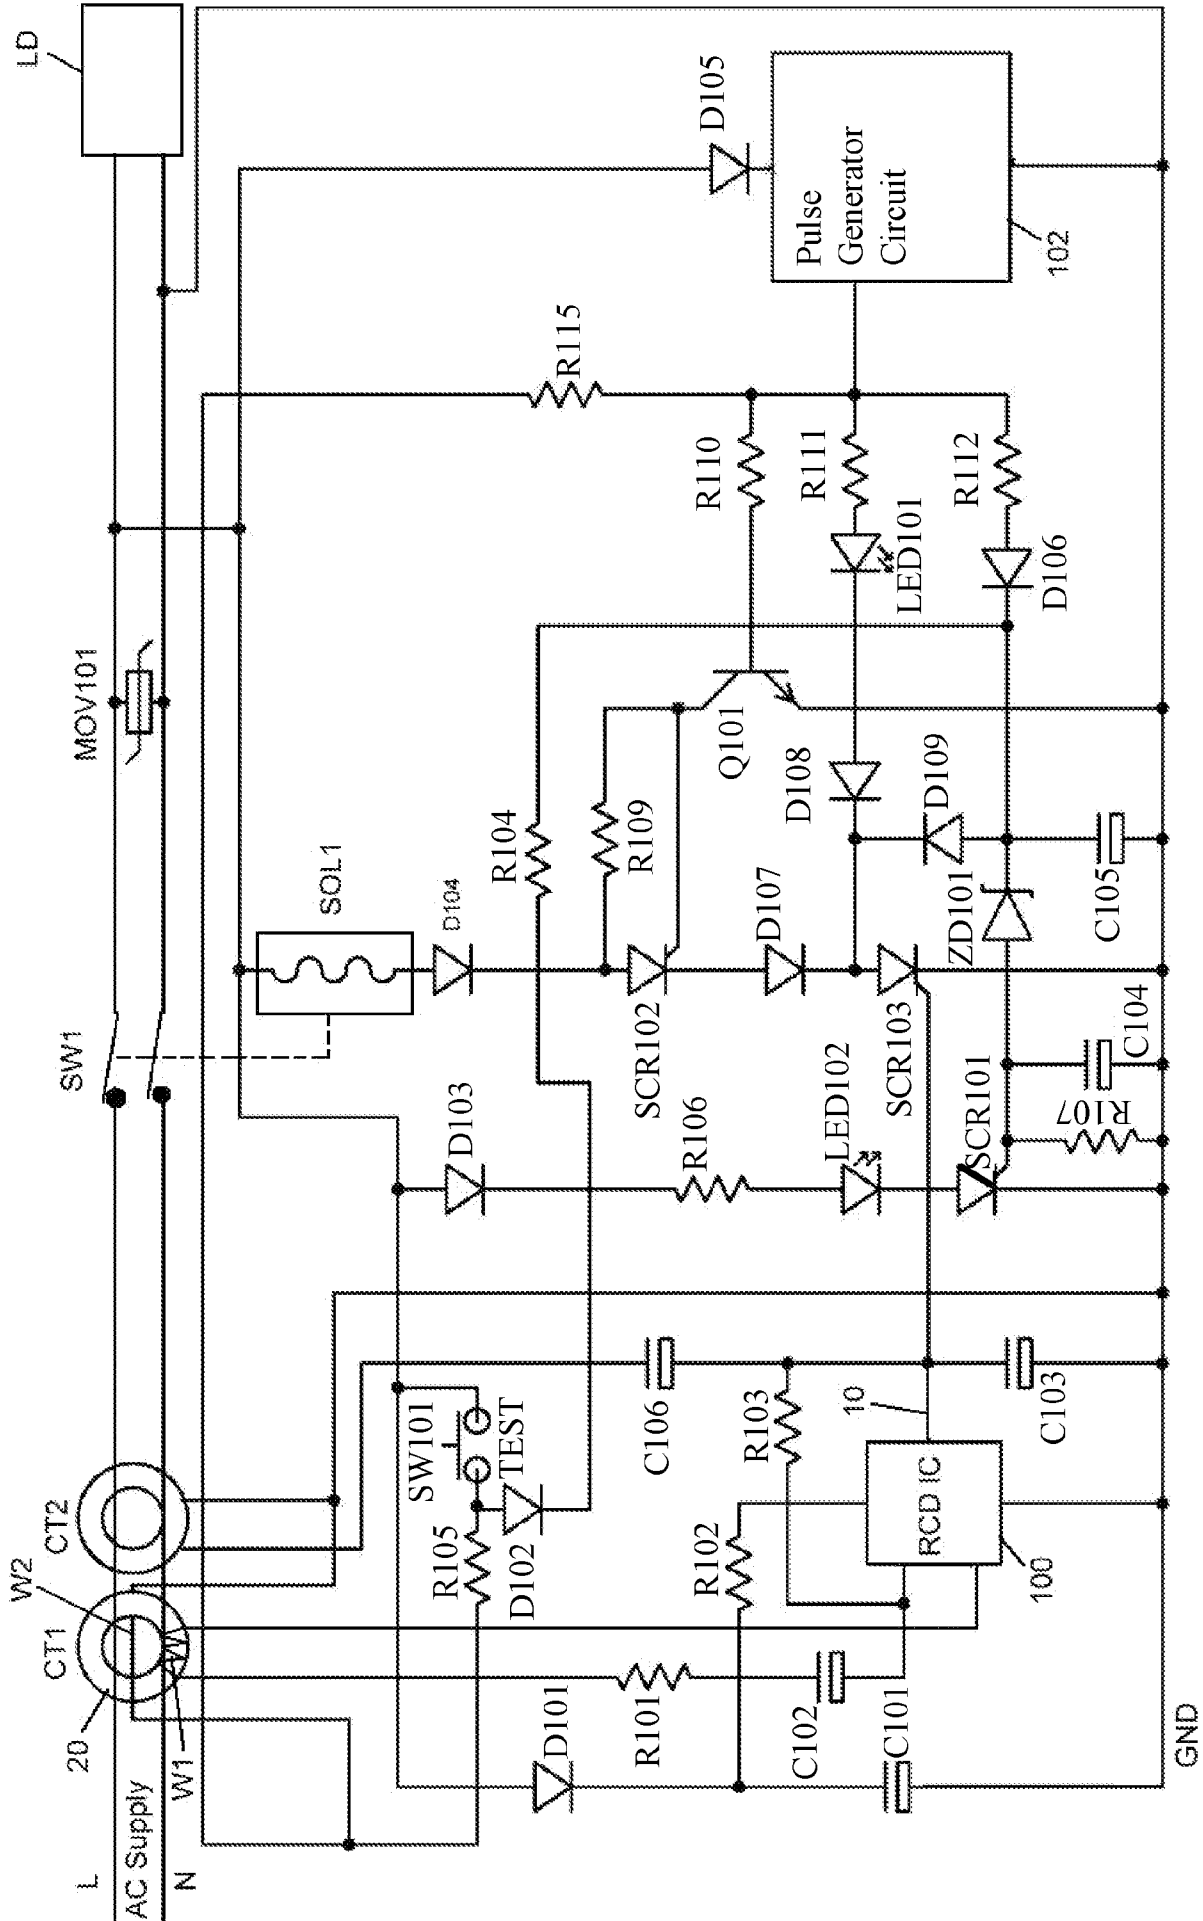 LD
D105
Pulse
Generator
Circuit
102
R115
R110
R111
R112
LED101
D106
MOV101
Q101
D108
D109
R104
R109
SOL1
D104
D107
ZD101
C105
SW1
SCR102
SCR103
C104
D103
R106
LED102
SCR101
R107
SW101
TEST
C106
R103
10
C103
CT2
W2
CT1
R105
D102
R102
RCD IC
100
20
W1
D101
R101
C102
C101
GND
L
AC Supply
N